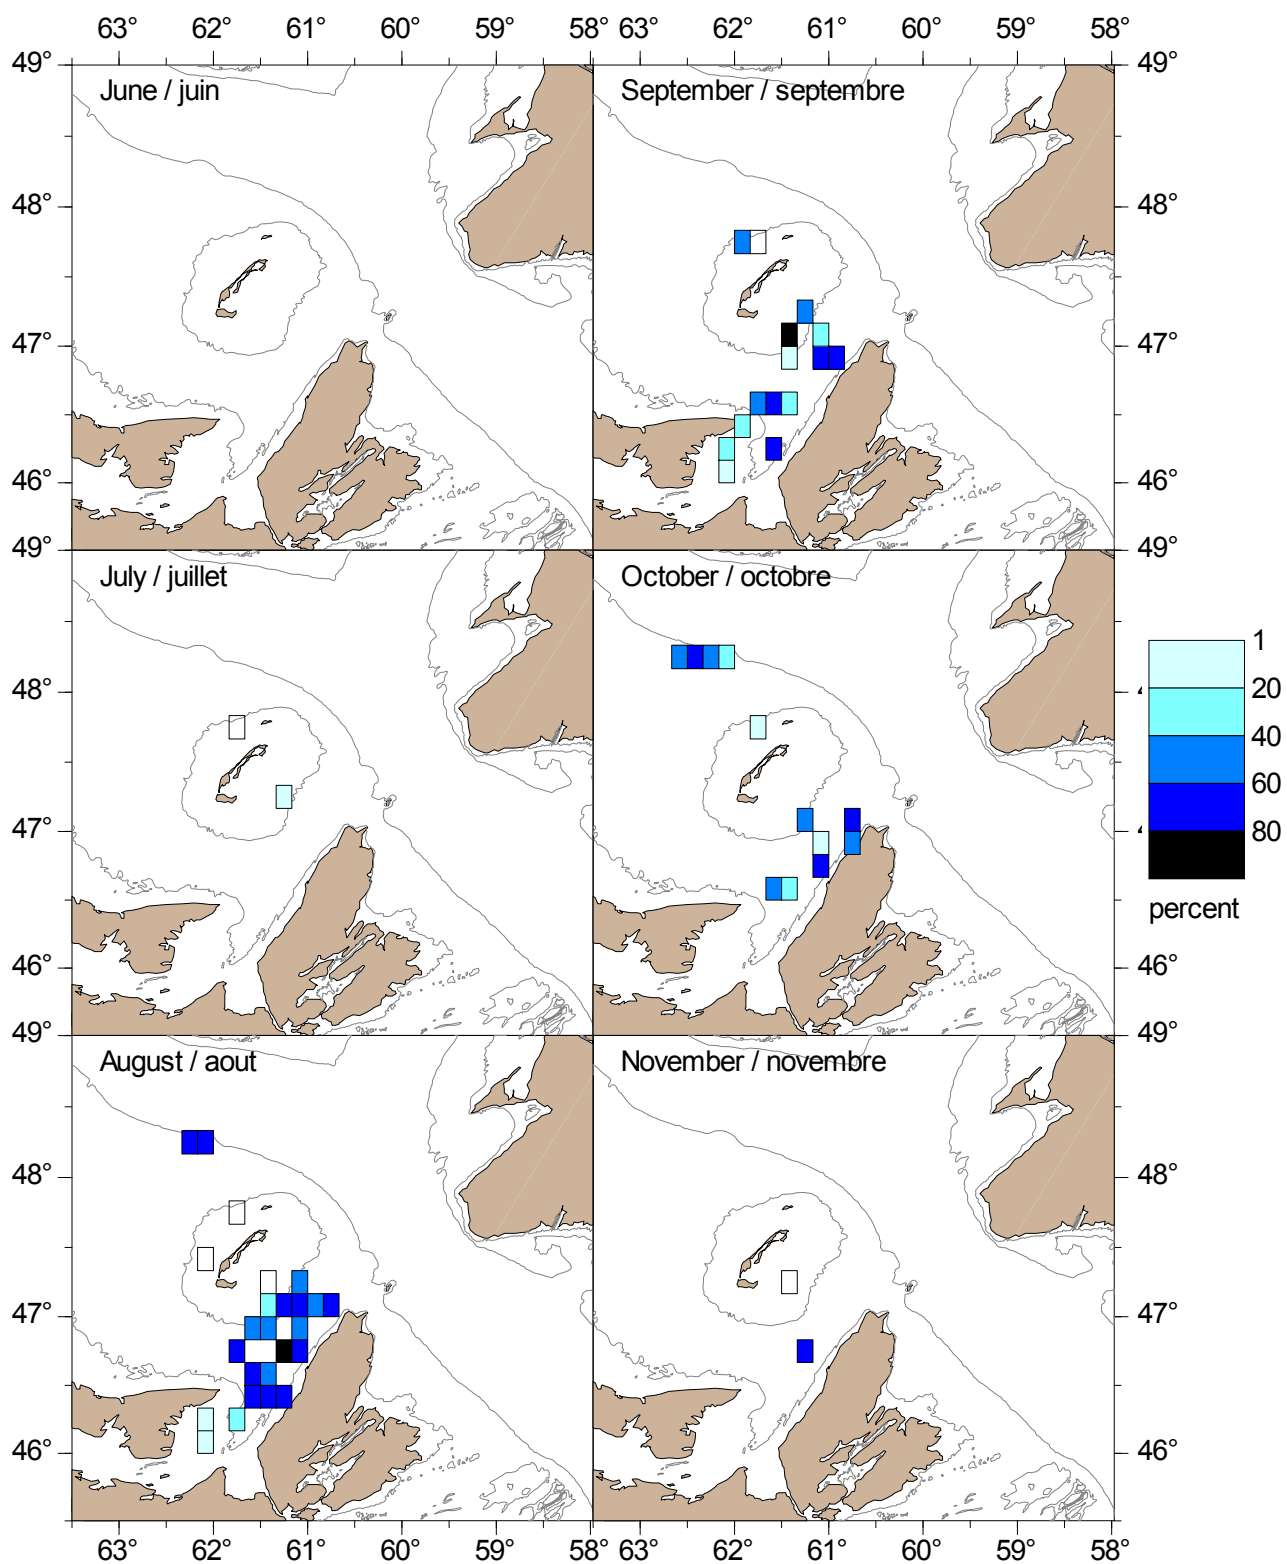 63° 62° 61° 60° 59° 58° 63° 62° 61° 60° 59° 58°
49° 49°
June / juin September / septembre
48° 48°
47° 47°
46° 46°
49° 49°
July / juillet October / octobre
1
48°
20
40
60
47° 80
percent
46° 46°
49° 49°
August / aout November / novembre
48° 48°
47° 47°
46° 46°
63° 62° 61° 60° 59° 58° 63° 62° 61° 60° 59° 58°